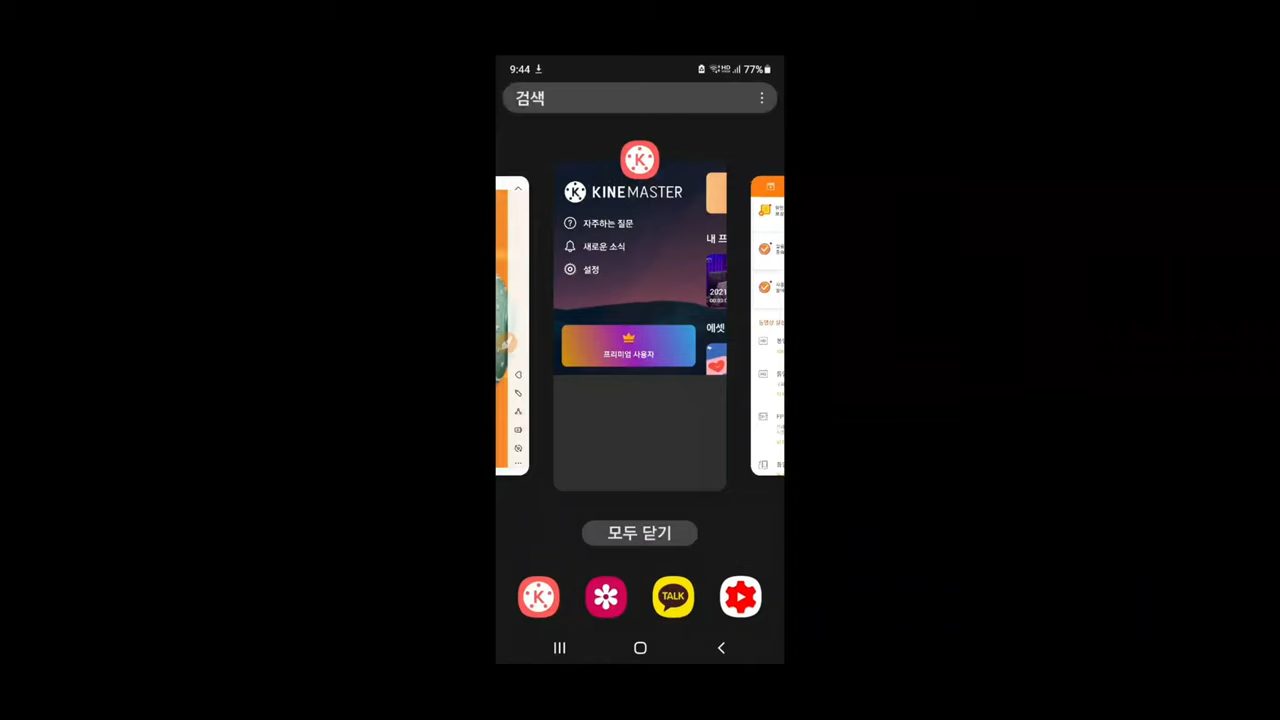 9:44
77%
검색
KINEMASTER
자주하는 질문
새로운 소식
설정
내 프
2021
에셋
프리미엄 사용자
모두 닫기
TALK